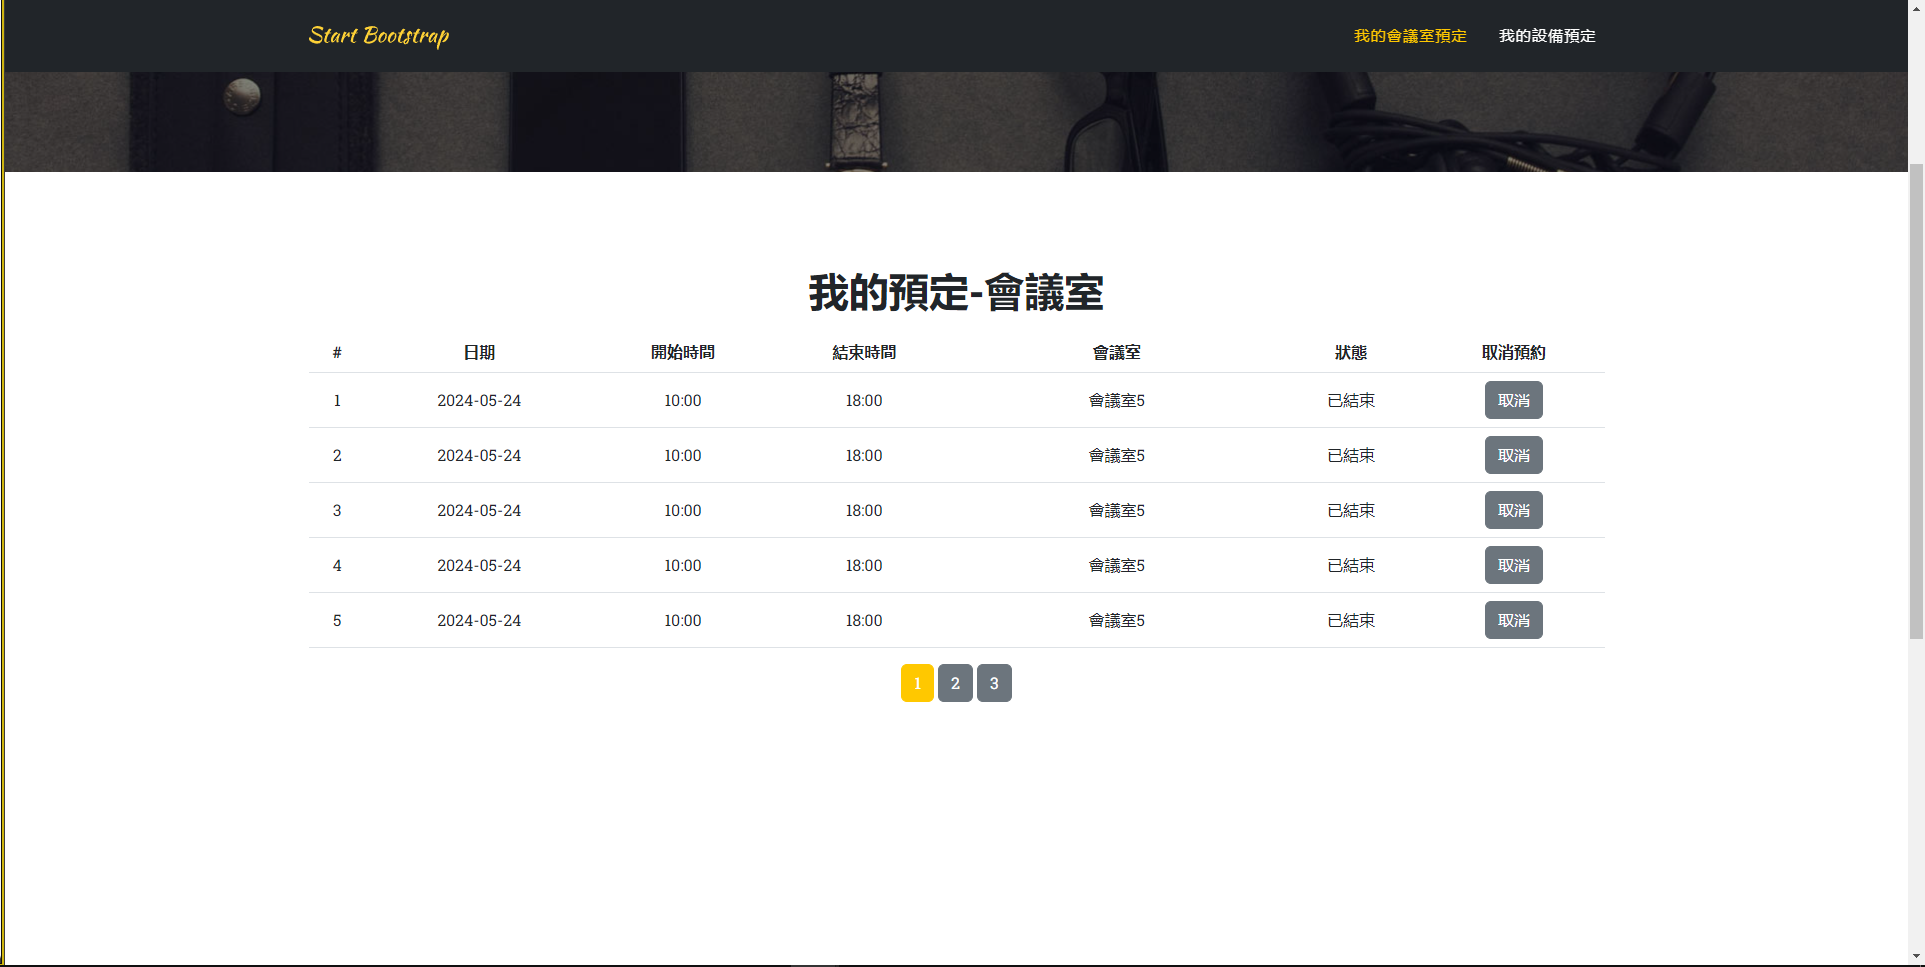 Start Bootstrap 我的會議室預定 我的設備預定
我的預定-會議室
# 日期 開始時間 結束時間 會議室 狀態 取消預約
1 2024-05-24 10:00 18:00 會議室5 已結束 取消
2 2024-05-24 10:00 18:00 會議室5 已結束 取消
3 2024-05-24 10:00 18:00 會議室5 已結束 取消
4 2024-05-24 10:00 18:00 會議室5 已結束 取消
5 2024-05-24 10:00 18:00 會議室5 已結束 取消
1 2 3